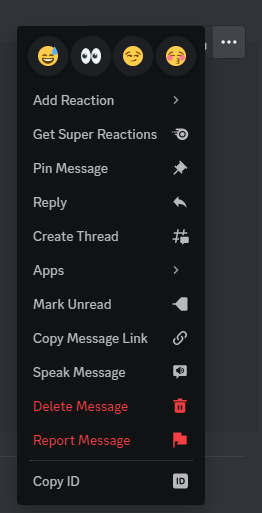 Add Reaction
Get Super Reactions
Pin Message
Reply
Create Thread
Apps
Mark Unread
Copy Message Link
Speak Message
Delete Message
Report Message
Copy ID
ID